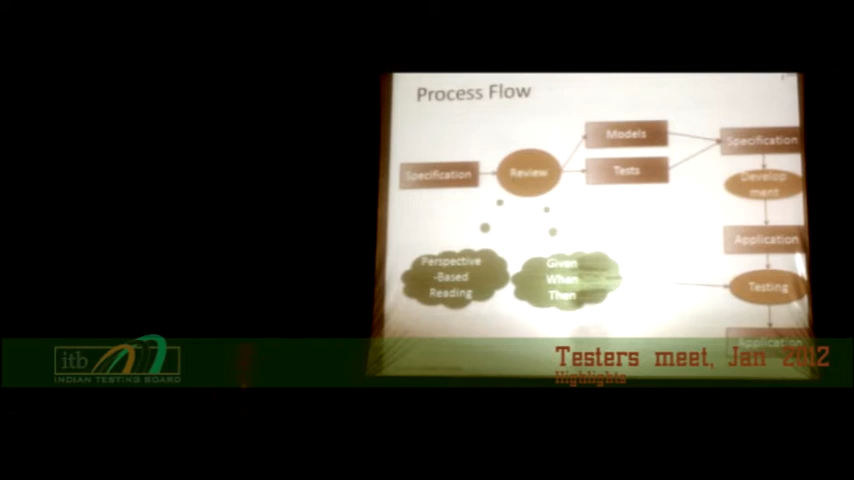 Process Flow
Models
Specification
Specification
Review
Tests
Develop
ment
Application
Perspective
-Based
Reading
Given
When
Then
Testing
Application
itb
INDIAN TESTING BOARD
Testers meet, Jan 2012
Highlights